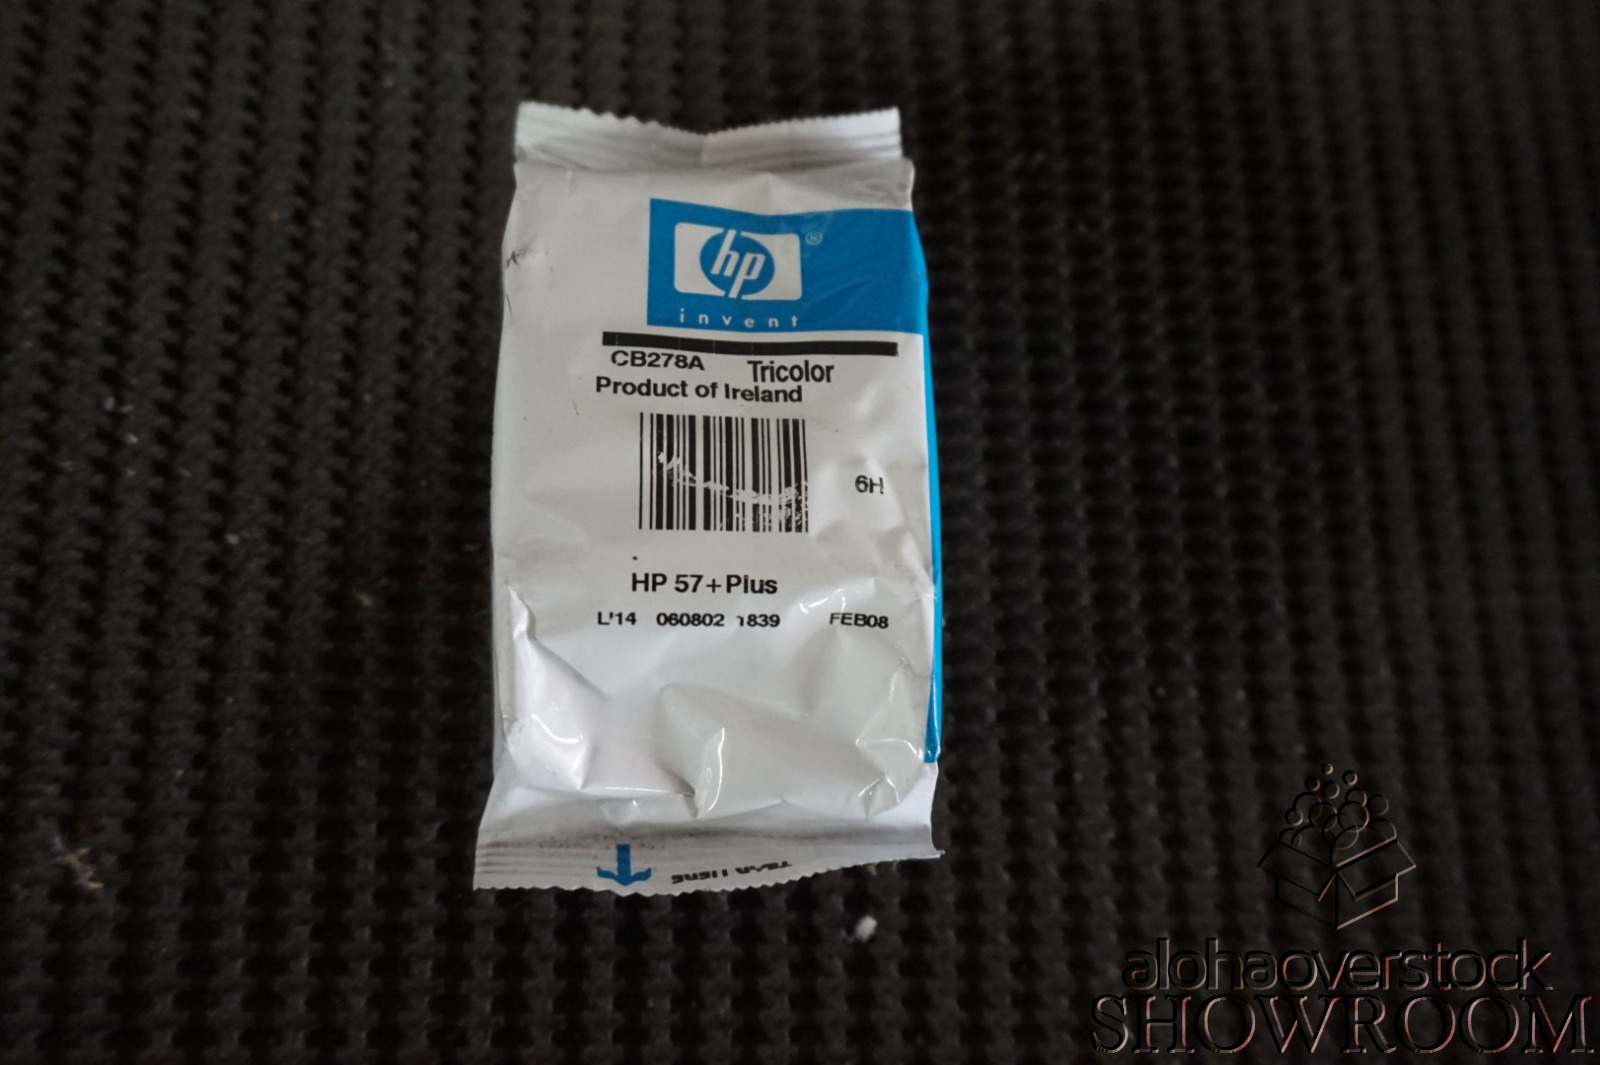 hp®
invent
CB278A Tricolor
Product of Ireland
6H
HP 57+Plus
L'14 060802 1839 FEB08
TEAR HERE
alohaoverstock
SHOWROOM